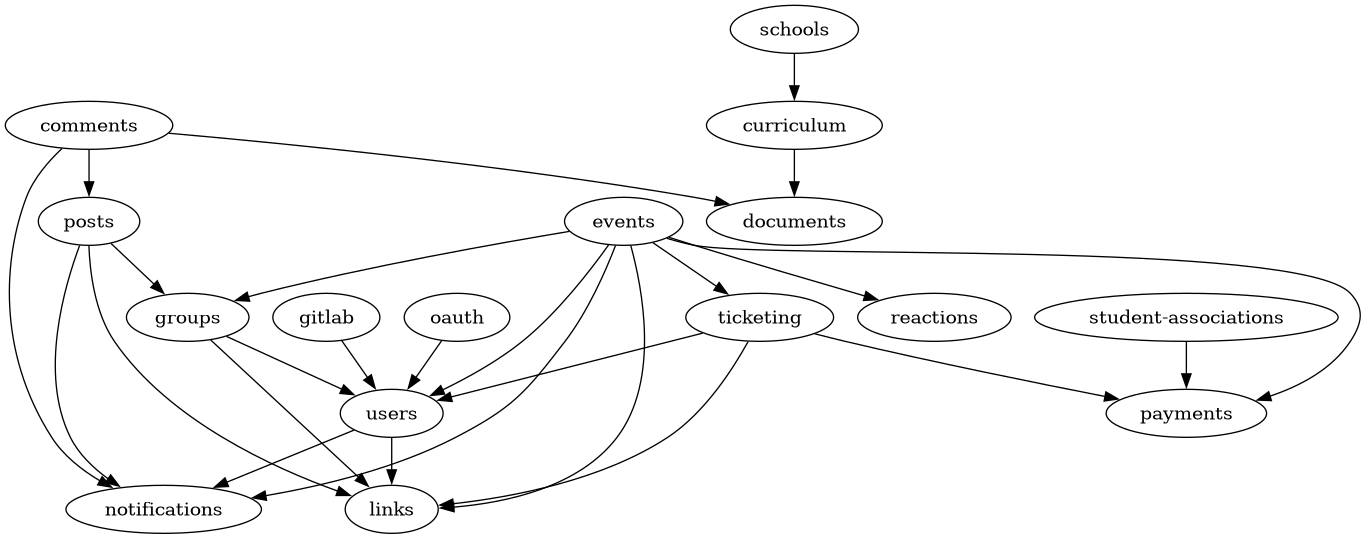 schools
comments
curriculum
posts
events
documents
groups
gitlab
oauth
ticketing
reactions
student-associations
users
payments
notifications
links